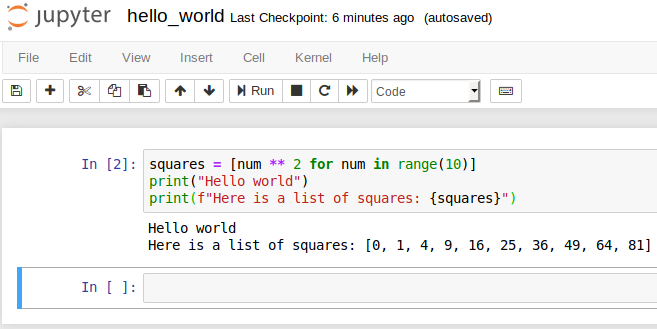 jupyter hello_world Last Checkpoint: 6 minutes ago (autosaved)
File Edit View Insert Cell Kernel Help
Run Code
In [2]: squares = [num ** 2 for num in range(10)]
print("Hello world")
print(f"Here is a list of squares: {squares}")
Hello world
Here is a list of squares: [0, 1, 4, 9, 16, 25, 36, 49, 64, 81]
In [ ]: